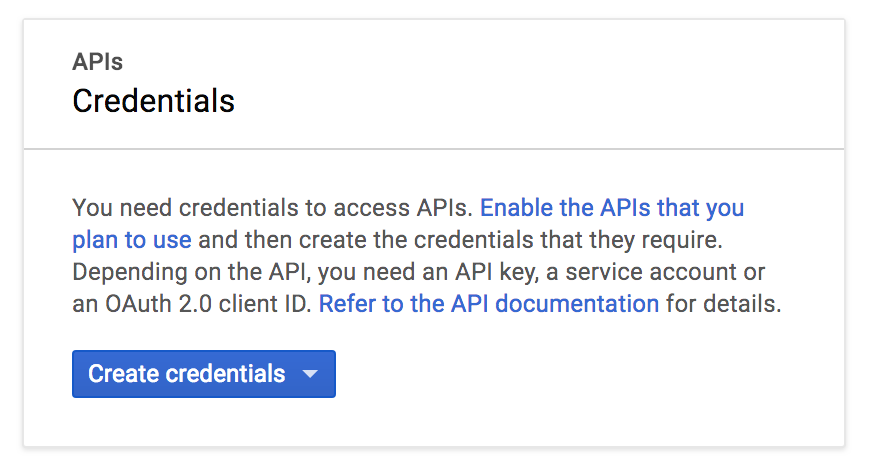 APIs
Credentials
You need credentials to access APIs. Enable the APIs that you
plan to use and then create the credentials that they require.
Depending on the API, you need an API key, a service account or
an OAuth 2.0 client ID. Refer to the API documentation for details.
Create credentials